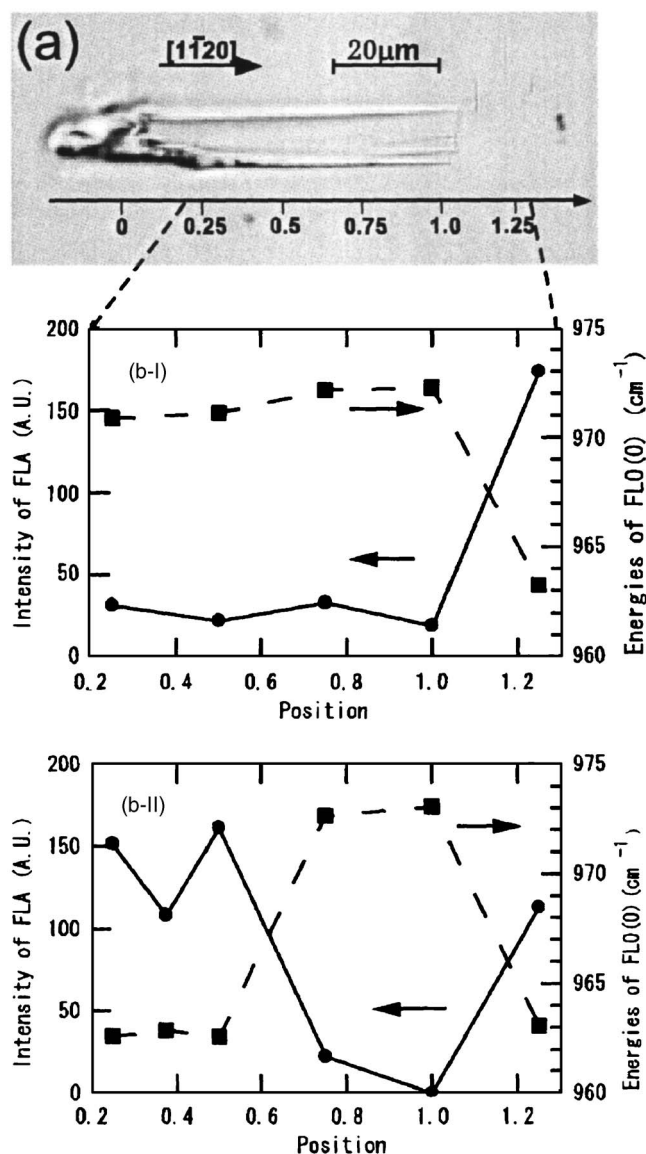 (a)
[11̄20]
20μm
0 0.25 0.5 0.75 1.0 1.25
(b-I)
Intensity of FLA (A.U.)
200
150
100
50
0
Energies of FLO(0) (cm⁻¹)
975
970
965
960
0.2 0.4 0.6 0.8 1.0 1.2
Position
(b-II)
Intensity of FLA (A.U.)
200
150
100
50
0
Energies of FLO(0) (cm⁻¹)
975
970
965
960
0.2 0.4 0.6 0.8 1.0 1.2
Position